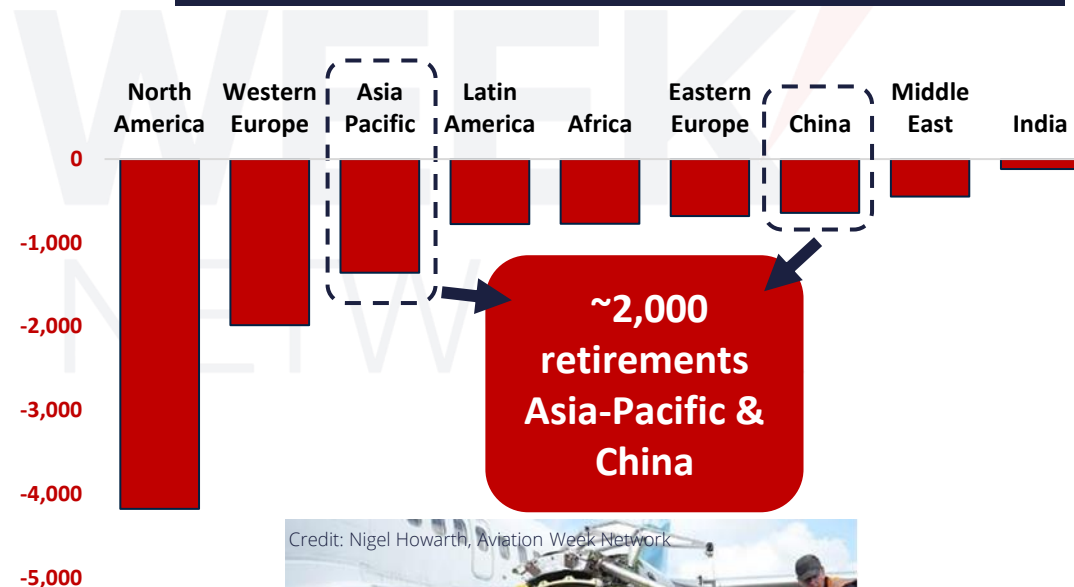 WEEK
NETW
North America
Western Europe
Asia Pacific
Latin America
Africa
Eastern Europe
China
Middle East
India
0
-1,000
-2,000
-3,000
-4,000
-5,000
~2,000
retirements
Asia-Pacific &
China
Credit: Nigel Howarth, Aviation Week Network